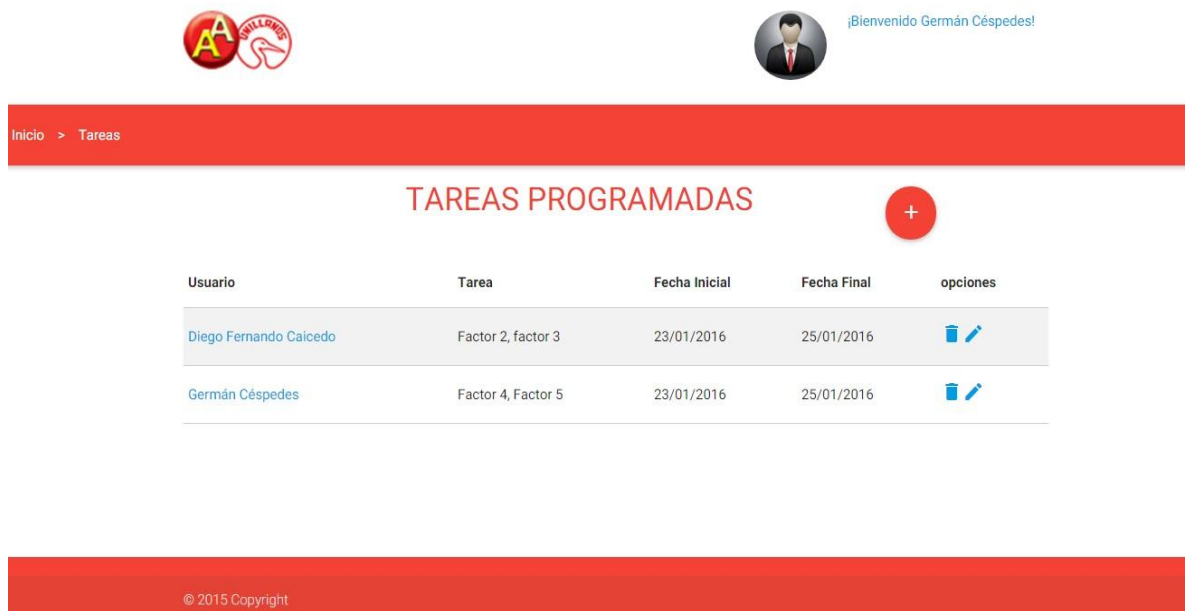 AA UNILLANOS
¡Bienvenido Germán Céspedes!
Inicio > Tareas
TAREAS PROGRAMADAS
+
Usuario Tarea Fecha Inicial Fecha Final opciones
Diego Fernando Caicedo Factor 2, factor 3 23/01/2016 25/01/2016
Germán Céspedes Factor 4, Factor 5 23/01/2016 25/01/2016
© 2015 Copyright